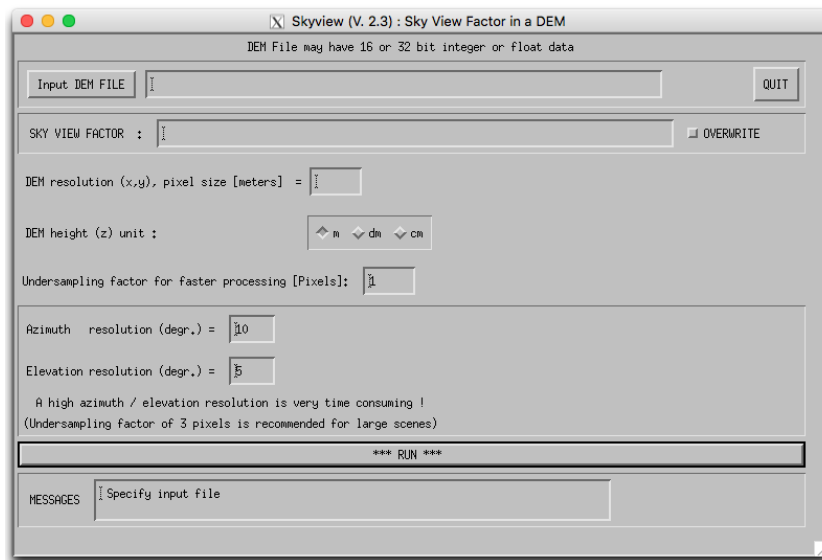 X Skyview (V. 2.3) : Sky View Factor in a DEM
DEM File may have 16 or 32 bit integer or float data
Input DEM FILE
QUIT
SKY VIEW FACTOR :
OVERWRITE
DEM resolution (x,y), pixel size [meters] =
DEM height (z) unit : m dm cm
Undersampling factor for faster processing [Pixels]: 1
Azimuth resolution (degr.) = 10
Elevation resolution (degr.) = 5
A high azimuth / elevation resolution is very time consuming !
(Undersampling factor of 3 pixels is recommended for large scenes)
*** RUN ***
MESSAGES Specify input file